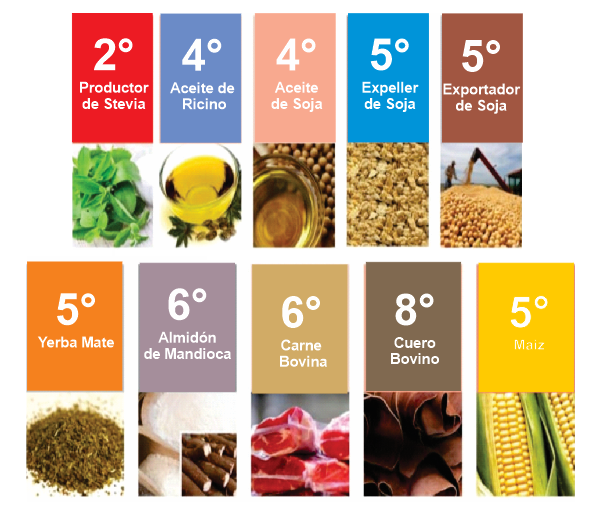 2°
Productor
de Stevia
4°
Aceite de
Ricino
4°
Aceite
de Soja
5°
Expeller
de Soja
5°
Exportador
de Soja
5°
Yerba Mate
6°
Almidón
de Mandioca
6°
Carne
Bovina
8°
Cuero
Bovino
5°
Maiz